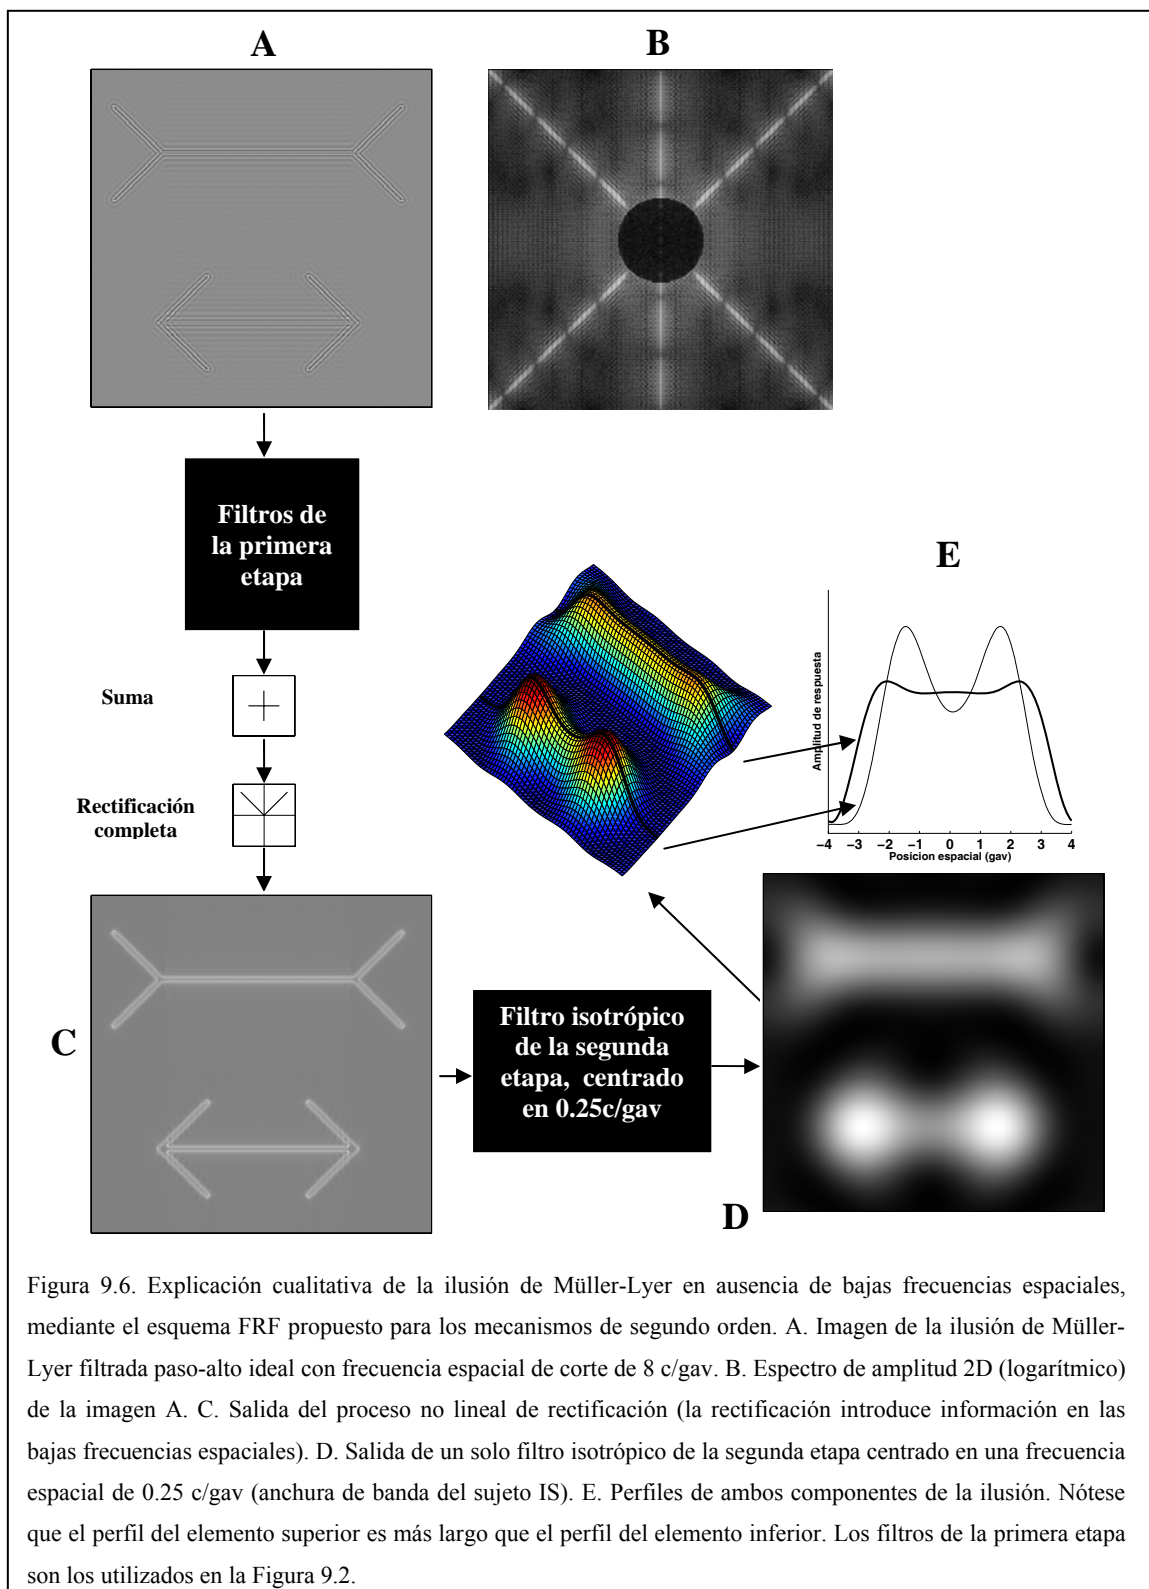 A
B
Filtros de
la primera
etapa
E
Suma
Amplitud de respuesta
Rectificación
completa
−4 −3 −2 −1 0 1 2 3 4
Posicion espacial (gav)
C
Filtro isotrópico
de la segunda
etapa, centrado
en 0.25c/gav
D
Figura 9.6. Explicación cualitativa de la ilusión de Müller-Lyer en ausencia de bajas frecuencias espaciales,
mediante el esquema FRF propuesto para los mecanismos de segundo orden. A. Imagen de la ilusión de Müller-
Lyer filtrada paso-alto ideal con frecuencia espacial de corte de 8 c/gav. B. Espectro de amplitud 2D (logarítmico)
de la imagen A. C. Salida del proceso no lineal de rectificación (la rectificación introduce información en las
bajas frecuencias espaciales). D. Salida de un solo filtro isotrópico de la segunda etapa centrado en una frecuencia
espacial de 0.25 c/gav (anchura de banda del sujeto IS). E. Perfiles de ambos componentes de la ilusión. Nótese
que el perfil del elemento superior es más largo que el perfil del elemento inferior. Los filtros de la primera etapa
son los utilizados en la Figura 9.2.